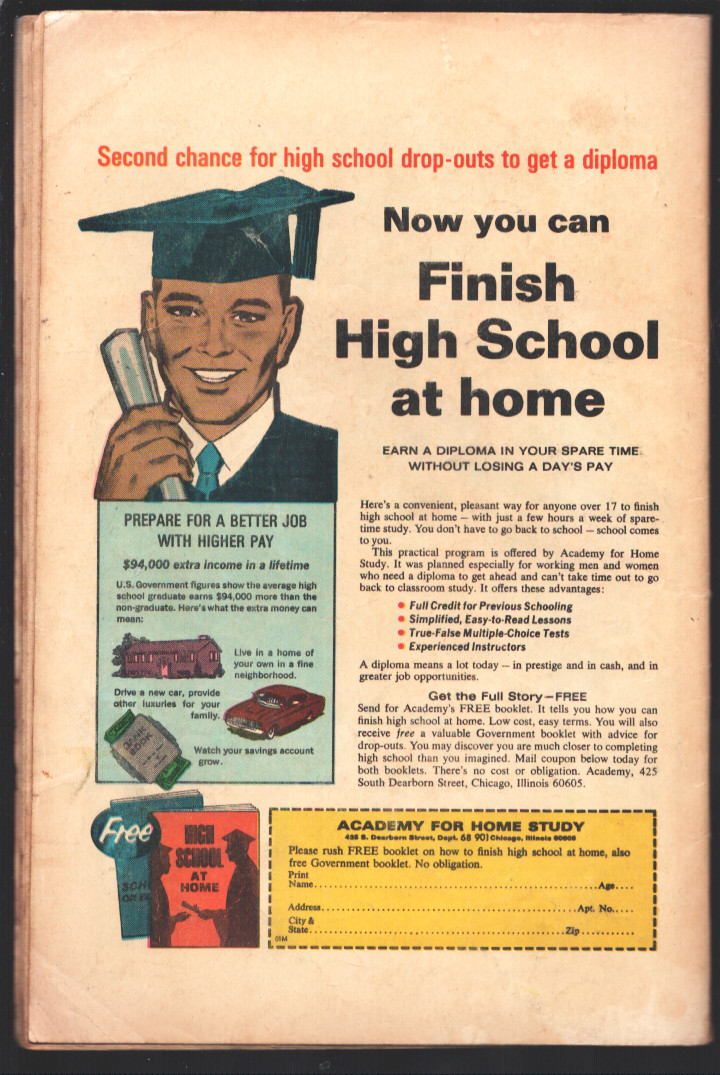 Second chance for high school drop-outs to get a diploma
Now you can
Finish
High School
at home
EARN A DIPLOMA IN YOUR SPARE TIME
WITHOUT LOSING A DAY'S PAY
PREPARE FOR A BETTER JOB
WITH HIGHER PAY
$94,000 extra income in a lifetime
U.S. Government figures show the average high
school graduate earns $94,000 more than the
non-graduate. Here's what the extra money can
mean:
Live in a home of
your own in a fine
neighborhood.
Drive a new car, provide
other luxuries for your
family.
BANK
BOOK
Watch your savings account
grow.
Here's a convenient, pleasant way for anyone over 17 to finish
high school at home — with just a few hours a week of spare-
time study. You don't have to go back to school — school comes
to you.
This practical program is offered by Academy for Home
Study. It was planned especially for working men and women
who need a diploma to get ahead and can't take time out to go
back to classroom study. It offers these advantages:
• Full Credit for Previous Schooling
• Simplified, Easy-to-Read Lessons
• True-False Multiple-Choice Tests
• Experienced Instructors
A diploma means a lot today — in prestige and in cash, and in
greater job opportunities.
Get the Full Story—FREE
Send for Academy's FREE booklet. It tells you how you can
finish high school at home. Low cost, easy terms. You will also
receive free a valuable Government booklet with advice for
drop-outs. You may discover you are much closer to completing
high school than you imagined. Mail coupon below today for
both booklets. There's no cost or obligation. Academy, 425
South Dearborn Street, Chicago, Illinois 60605.
Free
HIGH
SCHOOL
AT
HOME
ACADEMY FOR HOME STUDY
425 S. Dearborn Street, Dept. 68 901 Chicago, Illinois 60605
Please rush FREE booklet on how to finish high school at home, also
free Government booklet. No obligation.
Print
Name....................Age....
Address....................Apt. No.....
City &
State....................Zip...........
01M